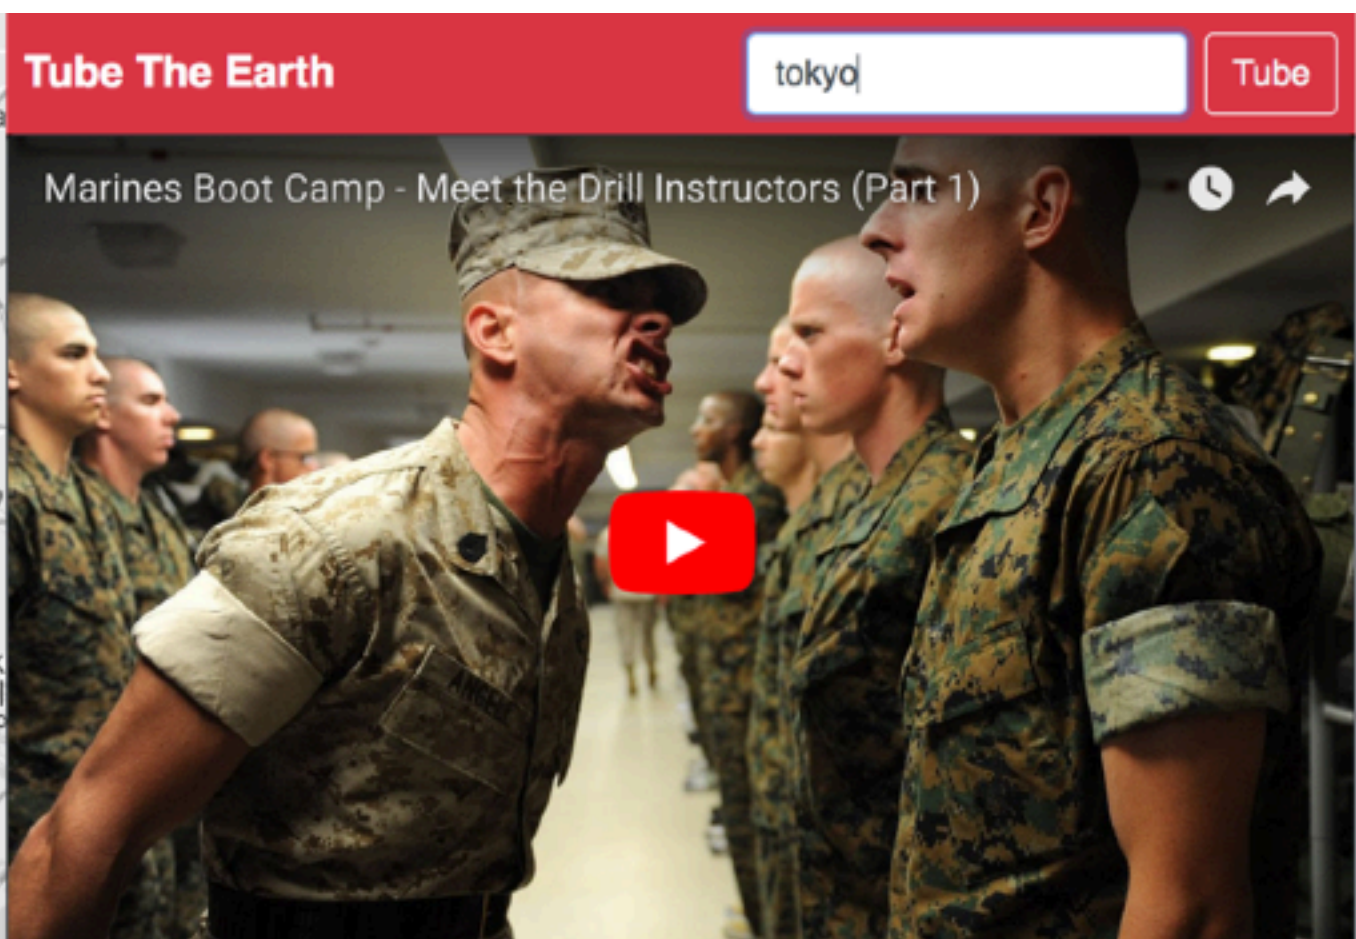 Tube The Earth
tokyo
Tube
Marines Boot Camp - Meet the Drill Instructors (Part 1)